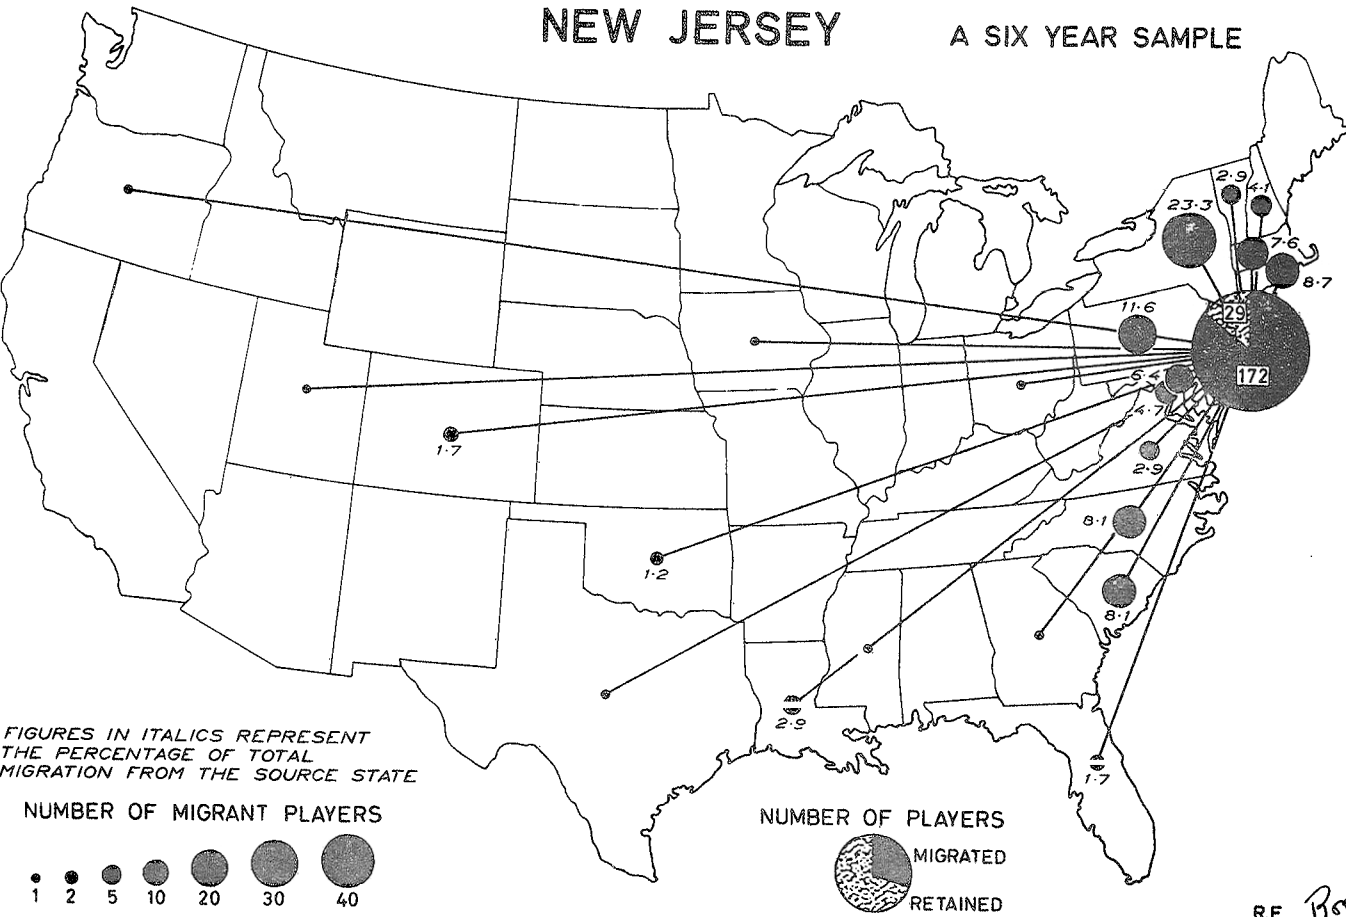 NEW JERSEY
A SIX YEAR SAMPLE
2·9
4·1
23·3
7·6
8·7
11·6
29
172
6·4
4·7
2·9
1·7
8·1
1·2
8·1
2·9
1·7
FIGURES IN ITALICS REPRESENT
THE PERCENTAGE OF TOTAL
MIGRATION FROM THE SOURCE STATE
NUMBER OF MIGRANT PLAYERS
1 2 5 10 20 30 40
NUMBER OF PLAYERS
MIGRATED
RETAINED
R.F.